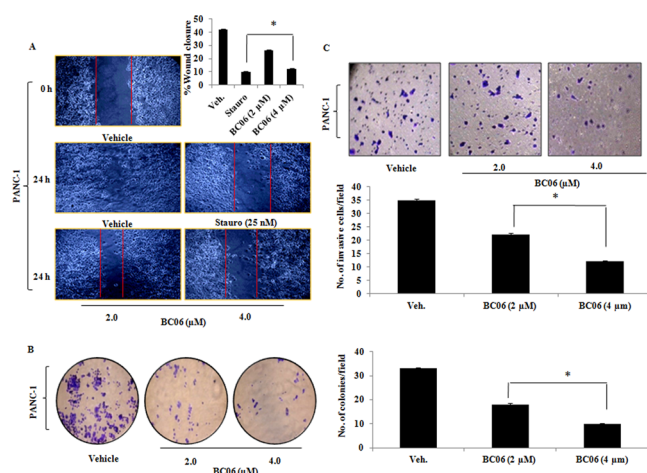 A
PANC-1
0 h
24 h
24 h
Vehicle
Vehicle
Stauro (25 nM)
2.0
4.0
BC06 (µM)
% Wound closure
50
40
30
20
10
0
*
Veh.
Stauro
BC06 (2 µM)
BC06 (4 µM)
B
PANC-1
Vehicle
2.0
4.0
BC06 (µM)
C
PANC-1
Vehicle
2.0
4.0
BC06 (µM)
No. of invasive cells/field
40
35
30
25
20
15
10
5
0
*
Veh.
BC06 (2 µM)
BC06 (4 µm)
No. of colonies/field
40
30
20
10
0
*
Veh.
BC06 (2 µM)
BC06 (4 µm)